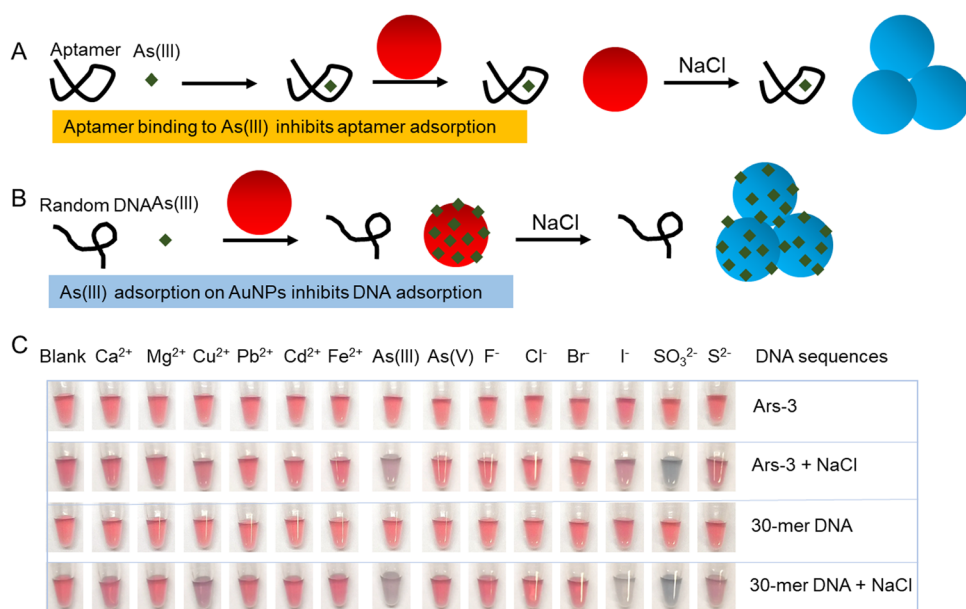 A
Aptamer As(III)
NaCl
Aptamer binding to As(III) inhibits aptamer adsorption
B
Random DNA As(III)
NaCl
As(III) adsorption on AuNPs inhibits DNA adsorption
C
Blank Ca²⁺ Mg²⁺ Cu²⁺ Pb²⁺ Cd²⁺ Fe²⁺ As(III) As(V) F⁻ Cl⁻ Br⁻ I⁻ SO₃²⁻ S²⁻ DNA sequences
Ars-3
Ars-3 + NaCl
30-mer DNA
30-mer DNA + NaCl